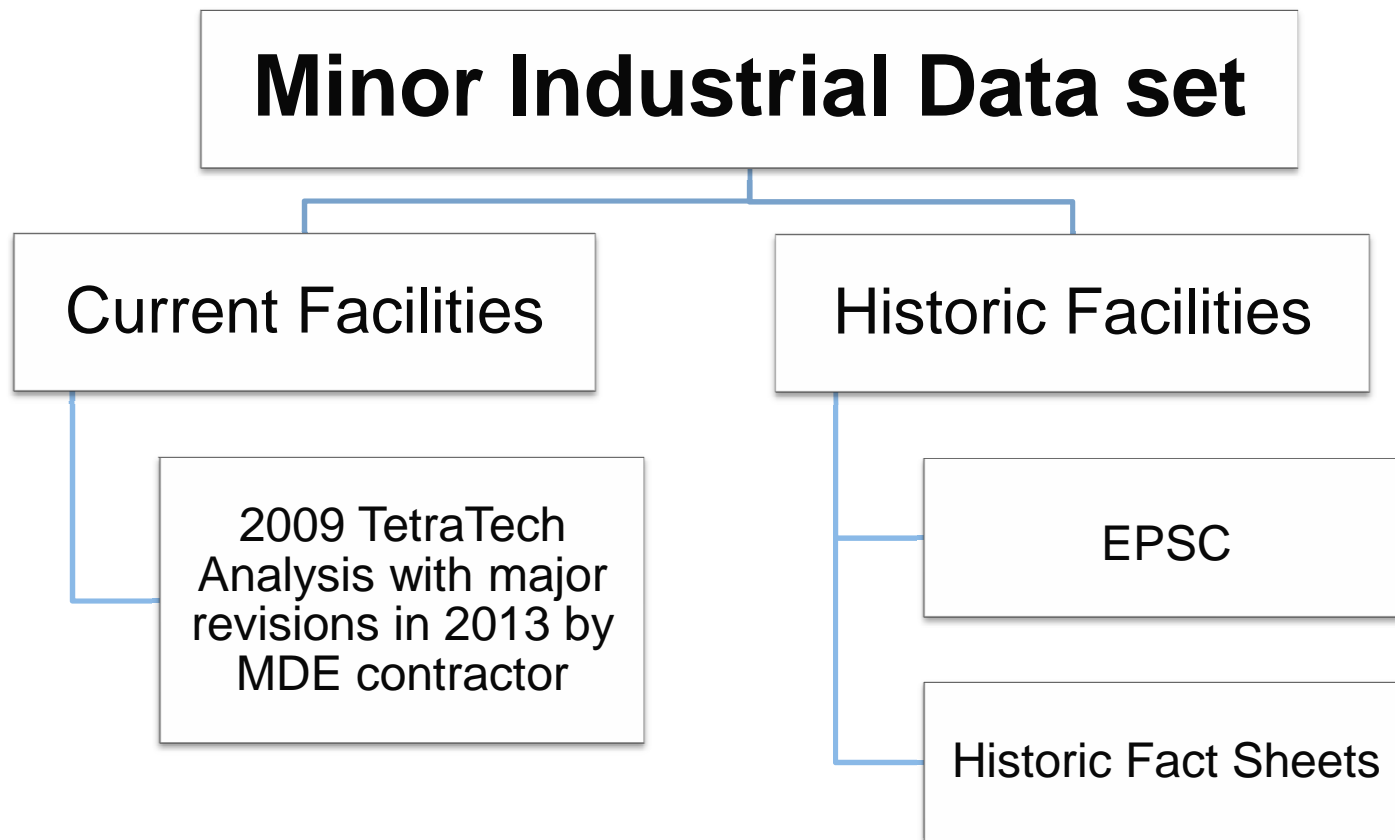 Minor Industrial Data set
Current Facilities
Historic Facilities
2009 TetraTech
Analysis with major
revisions in 2013 by
MDE contractor
EPSC
Historic Fact Sheets